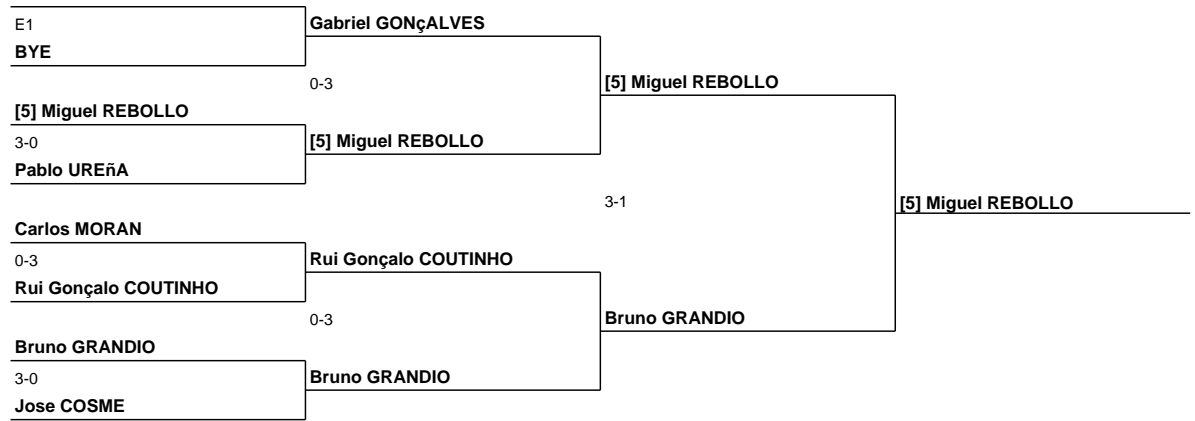 Gabriel GONçALVES
E1
BYE
0-3
[5] Miguel REBOLLO
[5] Miguel REBOLLO
3-0
[5] Miguel REBOLLO
Pablo UREñA
3-1
[5] Miguel REBOLLO
Carlos MORAN
0-3
Rui Gonçalo COUTINHO
Rui Gonçalo COUTINHO
0-3
Bruno GRANDIO
Bruno GRANDIO
3-0
Bruno GRANDIO
Jose COSME